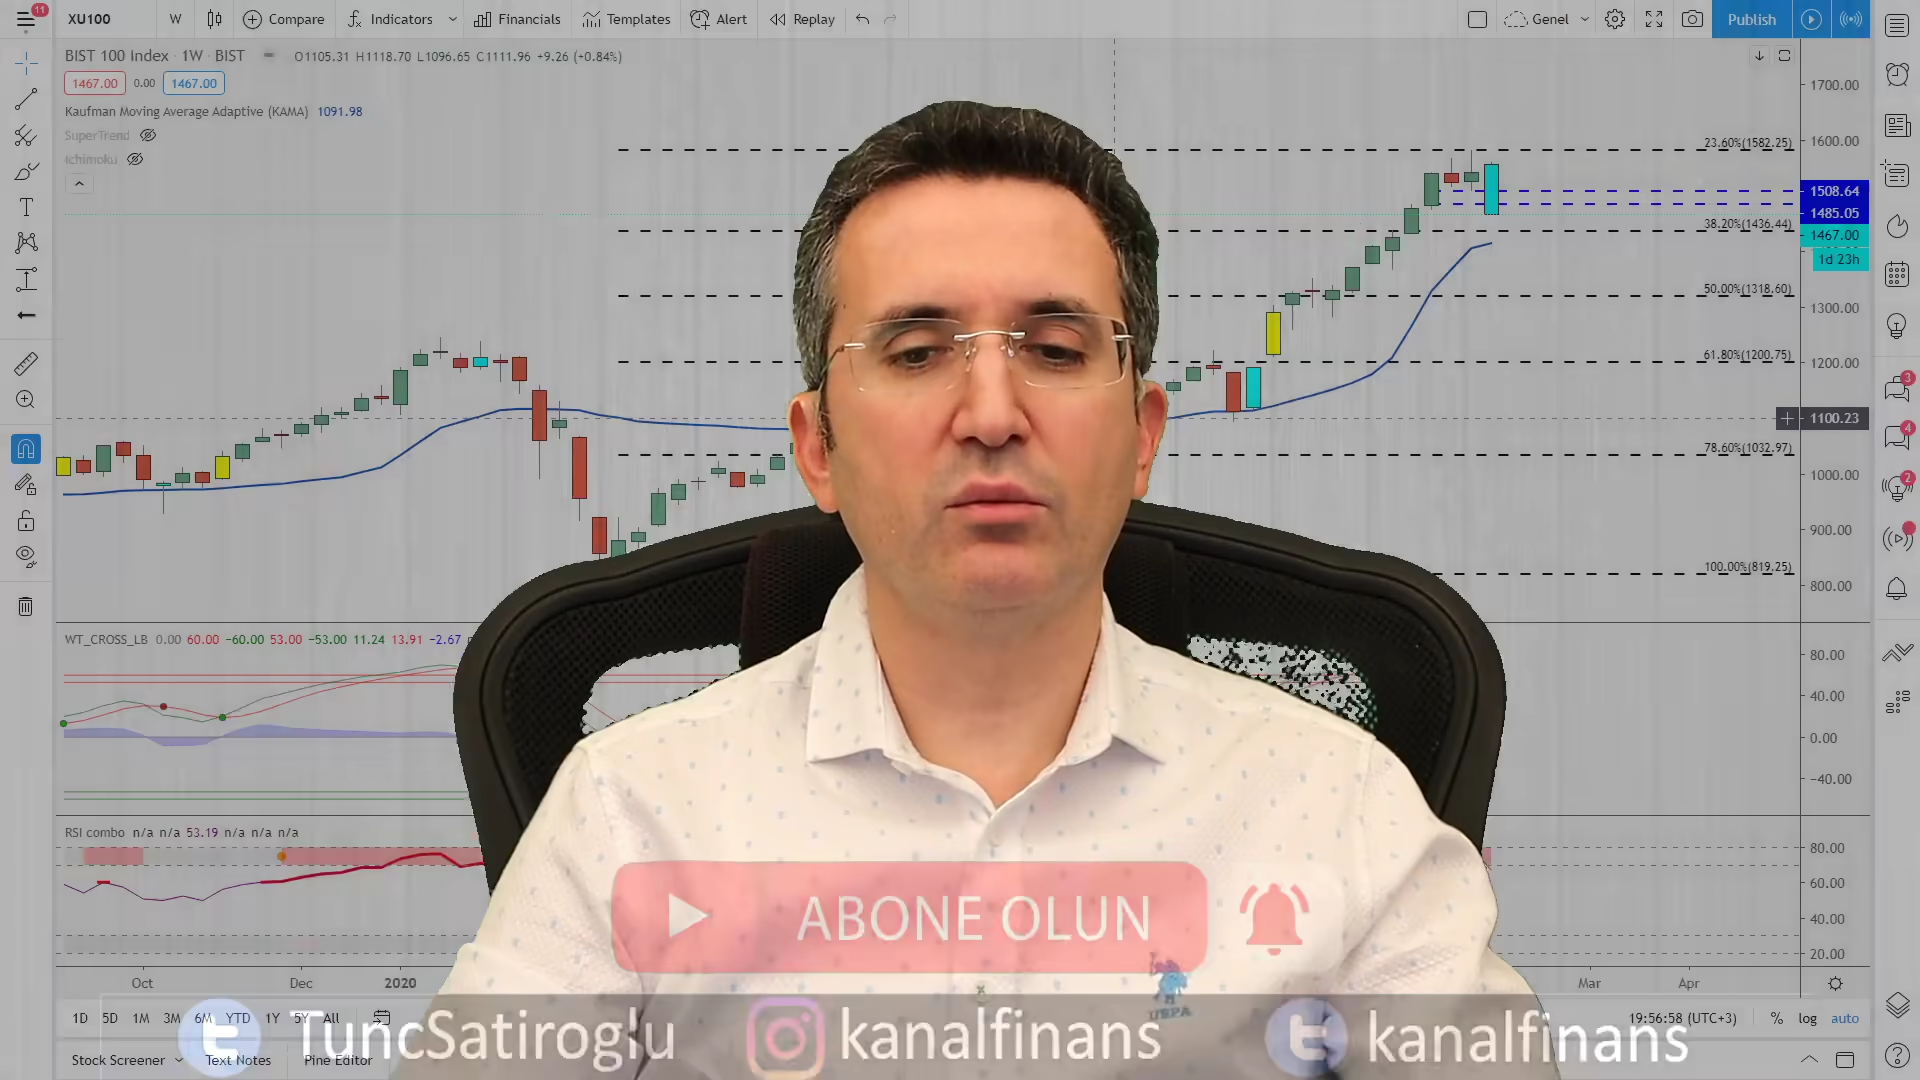 11
XU100 W Compare Indicators Financials Templates Alert Replay Genel Publish
BIST 100 Index · 1W · BIST O1105.31 H1118.70 L1096.65 C1111.96 +9.26 (+0.84%)
1467.00 0.00 1467.00
Kaufman Moving Average Adaptive (KAMA) 1091.98
SuperTrend
Ichimoku
1700.00
1600.00
23.60%(1582.25)
1508.64
1485.05
38.20%(1436.44)
1467.00
1d 23h
50.00%(1318.60)
1300.00
61.80%(1200.75)
1200.00
1100.23
78.60%(1032.97)
1000.00
900.00
100.00%(819.25)
800.00
3
4
2
WT_CROSS_LB 0.00 60.00 −60.00 53.00 −53.00 11.24 13.91 −2.67
80.00
40.00
0.00
−40.00
RSI combo n/a n/a 53.19 n/a n/a n/a
80.00
60.00
40.00
20.00
ABONE OLUN
USPA
Oct Dec 2020 Mar Apr
1D 5D 1M 3M 6M YTD 1Y 5Y All 19:56:58 (UTC+3) % log auto
TuncSatiroglu kanalfinans kanalfinans
Stock Screener Text Notes Pine Editor